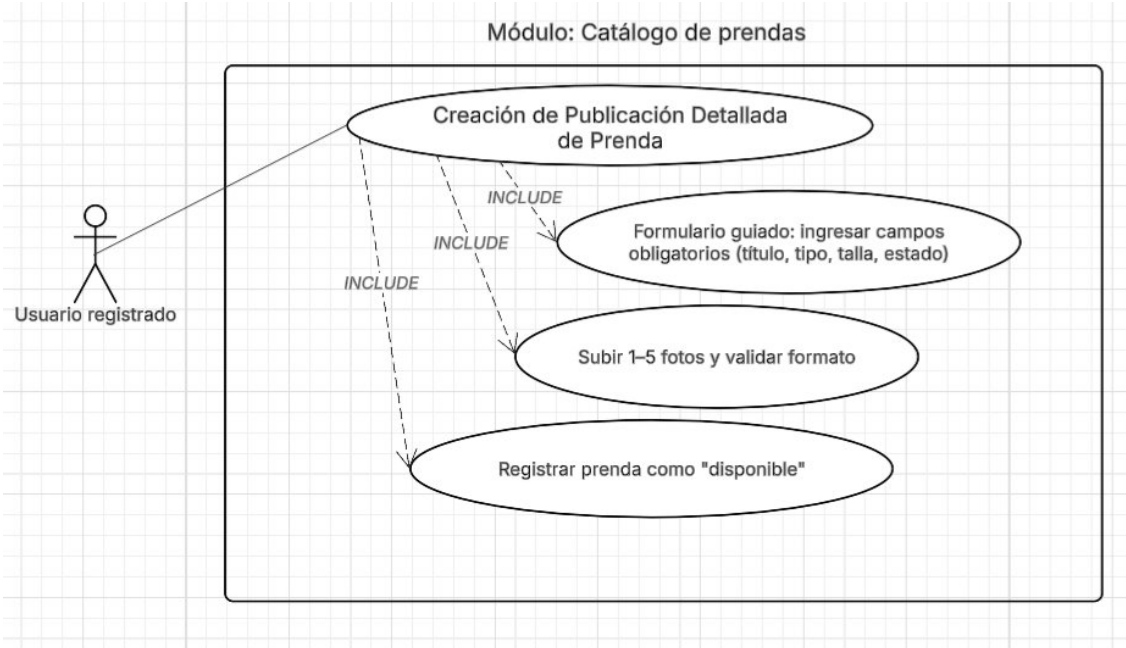 Módulo: Catálogo de prendas
Creación de Publicación Detallada
de Prenda
INCLUDE
Formulario guiado: ingresar campos
obligatorios (título, tipo, talla, estado)
INCLUDE
INCLUDE
Usuario registrado
Subir 1–5 fotos y validar formato
Registrar prenda como "disponible"